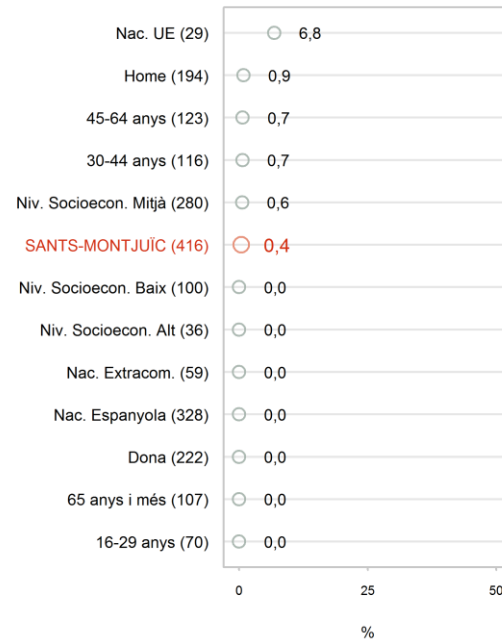 Nac. UE (29) 6,8
Home (194) 0,9
45-64 anys (123) 0,7
30-44 anys (116) 0,7
Niv. Socioecon. Mitjà (280) 0,6
SANTS-MONTJUÏC (416) 0,4
Niv. Socioecon. Baix (100) 0,0
Niv. Socioecon. Alt (36) 0,0
Nac. Extracom. (59) 0,0
Nac. Espanyola (328) 0,0
Dona (222) 0,0
65 anys i més (107) 0,0
16-29 anys (70) 0,0
0 25 50
%